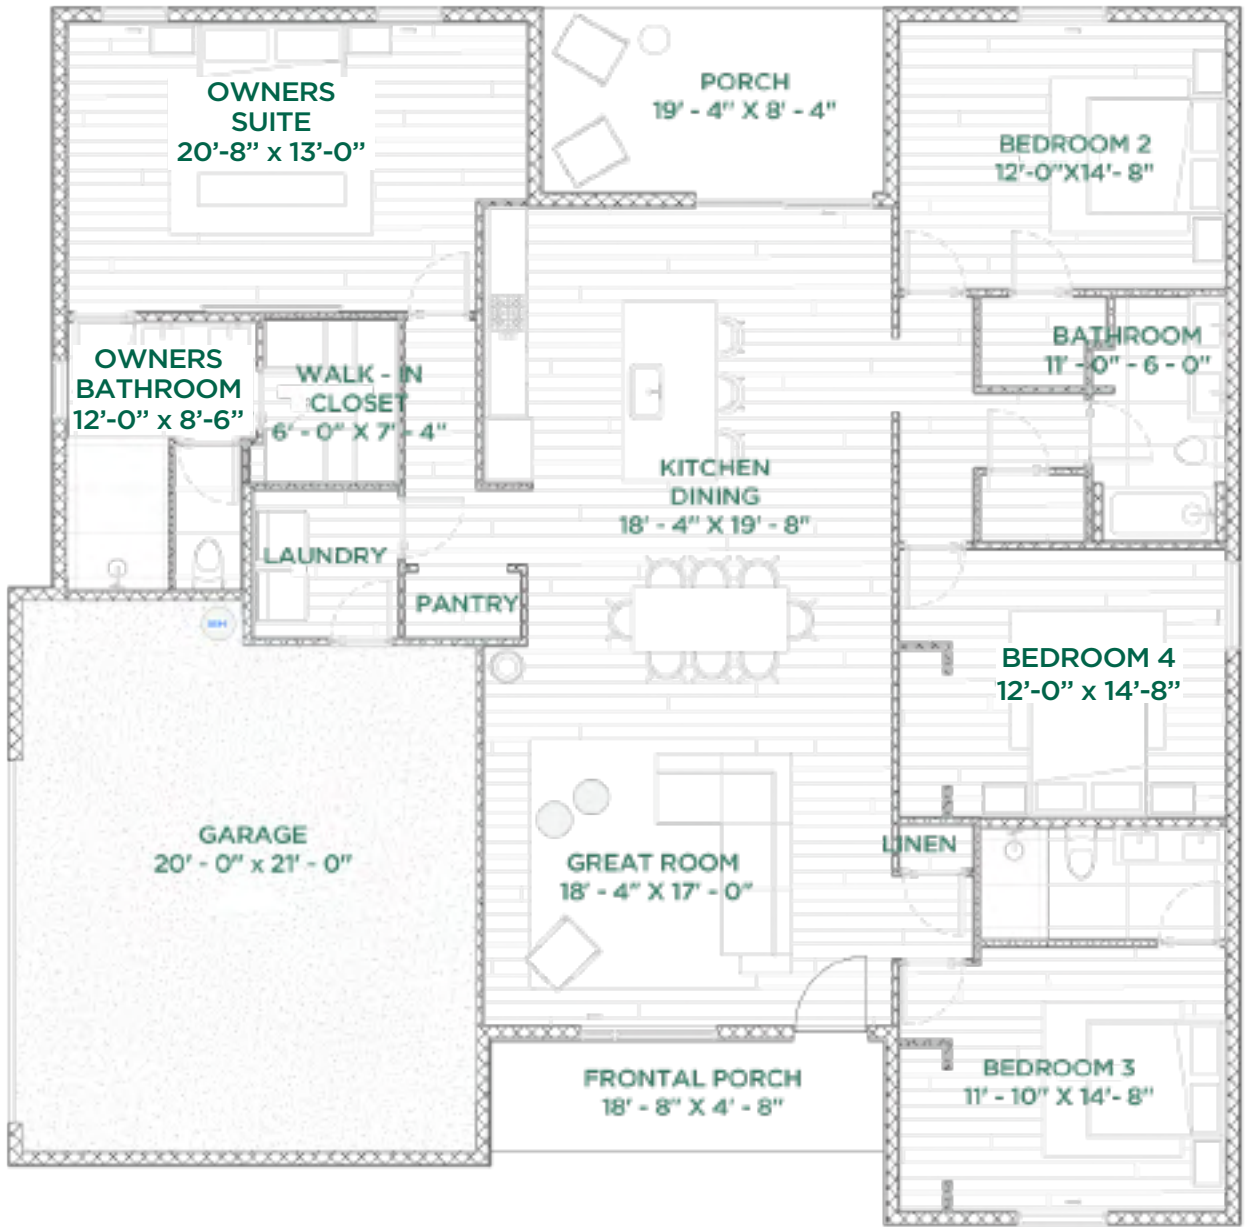 OWNERS
SUITE
20'-8" x 13'-0"
PORCH
19' - 4" X 8' - 4"
BEDROOM 2
12'-0"X14'- 8"
OWNERS
BATHROOM
12'-0" x 8'-6"
WALK - IN
CLOSET
6' - 0" X 7' - 4"
BATHROOM
11' - 0" - 6 - 0"
KITCHEN
DINING
18' - 4" X 19' - 8"
LAUNDRY
PANTRY
WH
BEDROOM 4
12'-0" x 14'-8"
GARAGE
20' - 0" x 21' - 0"
GREAT ROOM
18' - 4" X 17' - 0"
LINEN
FRONTAL PORCH
18' - 8" X 4' - 8"
BEDROOM 3
11' - 10" X 14'- 8"